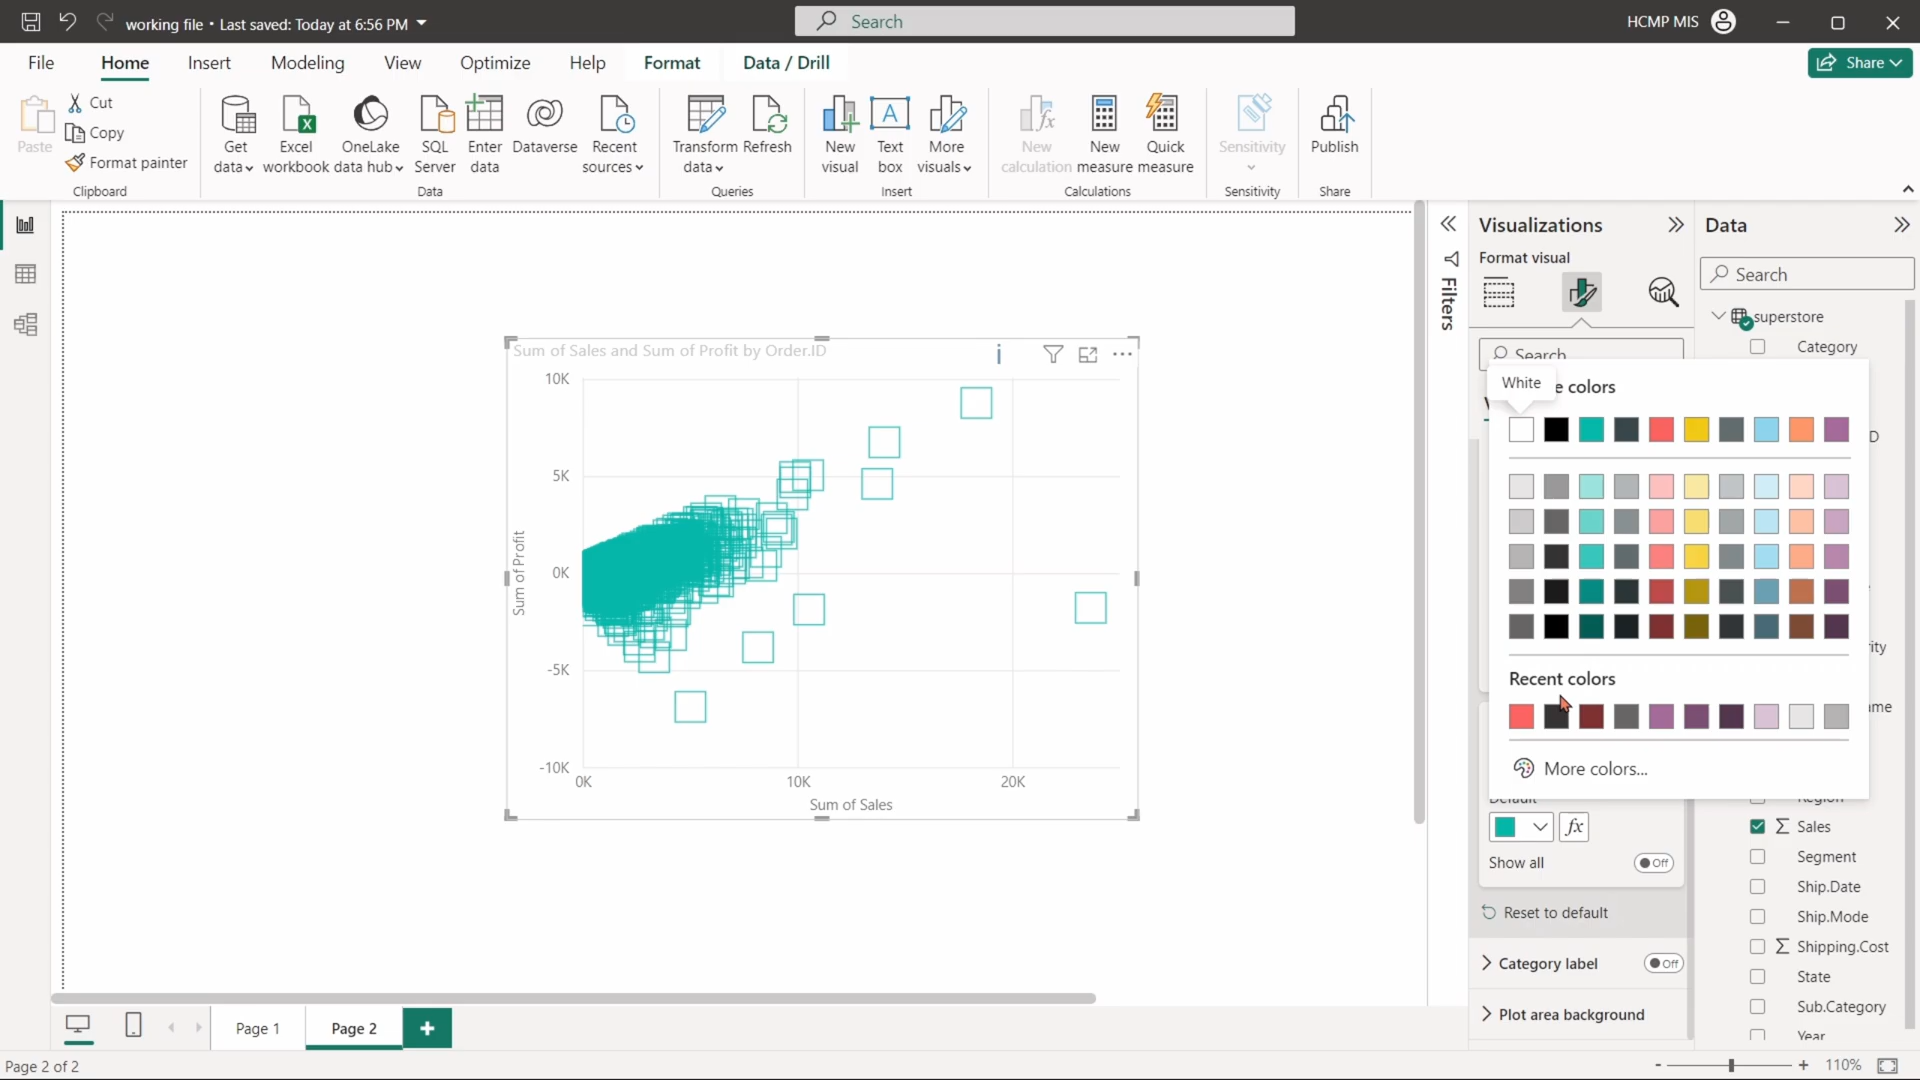 working file • Last saved: Today at 6:56 PM
Search
HCMP MIS
File
Home
Insert
Modeling
View
Optimize
Help
Format
Data / Drill
Share
Paste
Cut
Copy
Format painter
Clipboard
Get data
Excel workbook
OneLake data hub
SQL Server
Enter data
Dataverse
Recent sources
Data
Transform data
Refresh
Queries
New visual
Text box
More visuals
Insert
New calculation
New measure
Quick measure
Calculations
Sensitivity
Sensitivity
Publish
Share
Filters
Visualizations
Format visual
Search
White
e colors
Recent colors
More colors...
Default
fx
Show all
Off
Reset to default
Category label
Off
Plot area background
Data
Search
superstore
Category
D
ity
me
Region
Sales
Segment
Ship.Date
Ship.Mode
Shipping.Cost
State
Sub.Category
Year
Sum of Sales and Sum of Profit by Order.ID
10K
5K
0K
-5K
-10K
Sum of Profit
0K
10K
20K
Sum of Sales
Page 1
Page 2
Page 2 of 2
110%